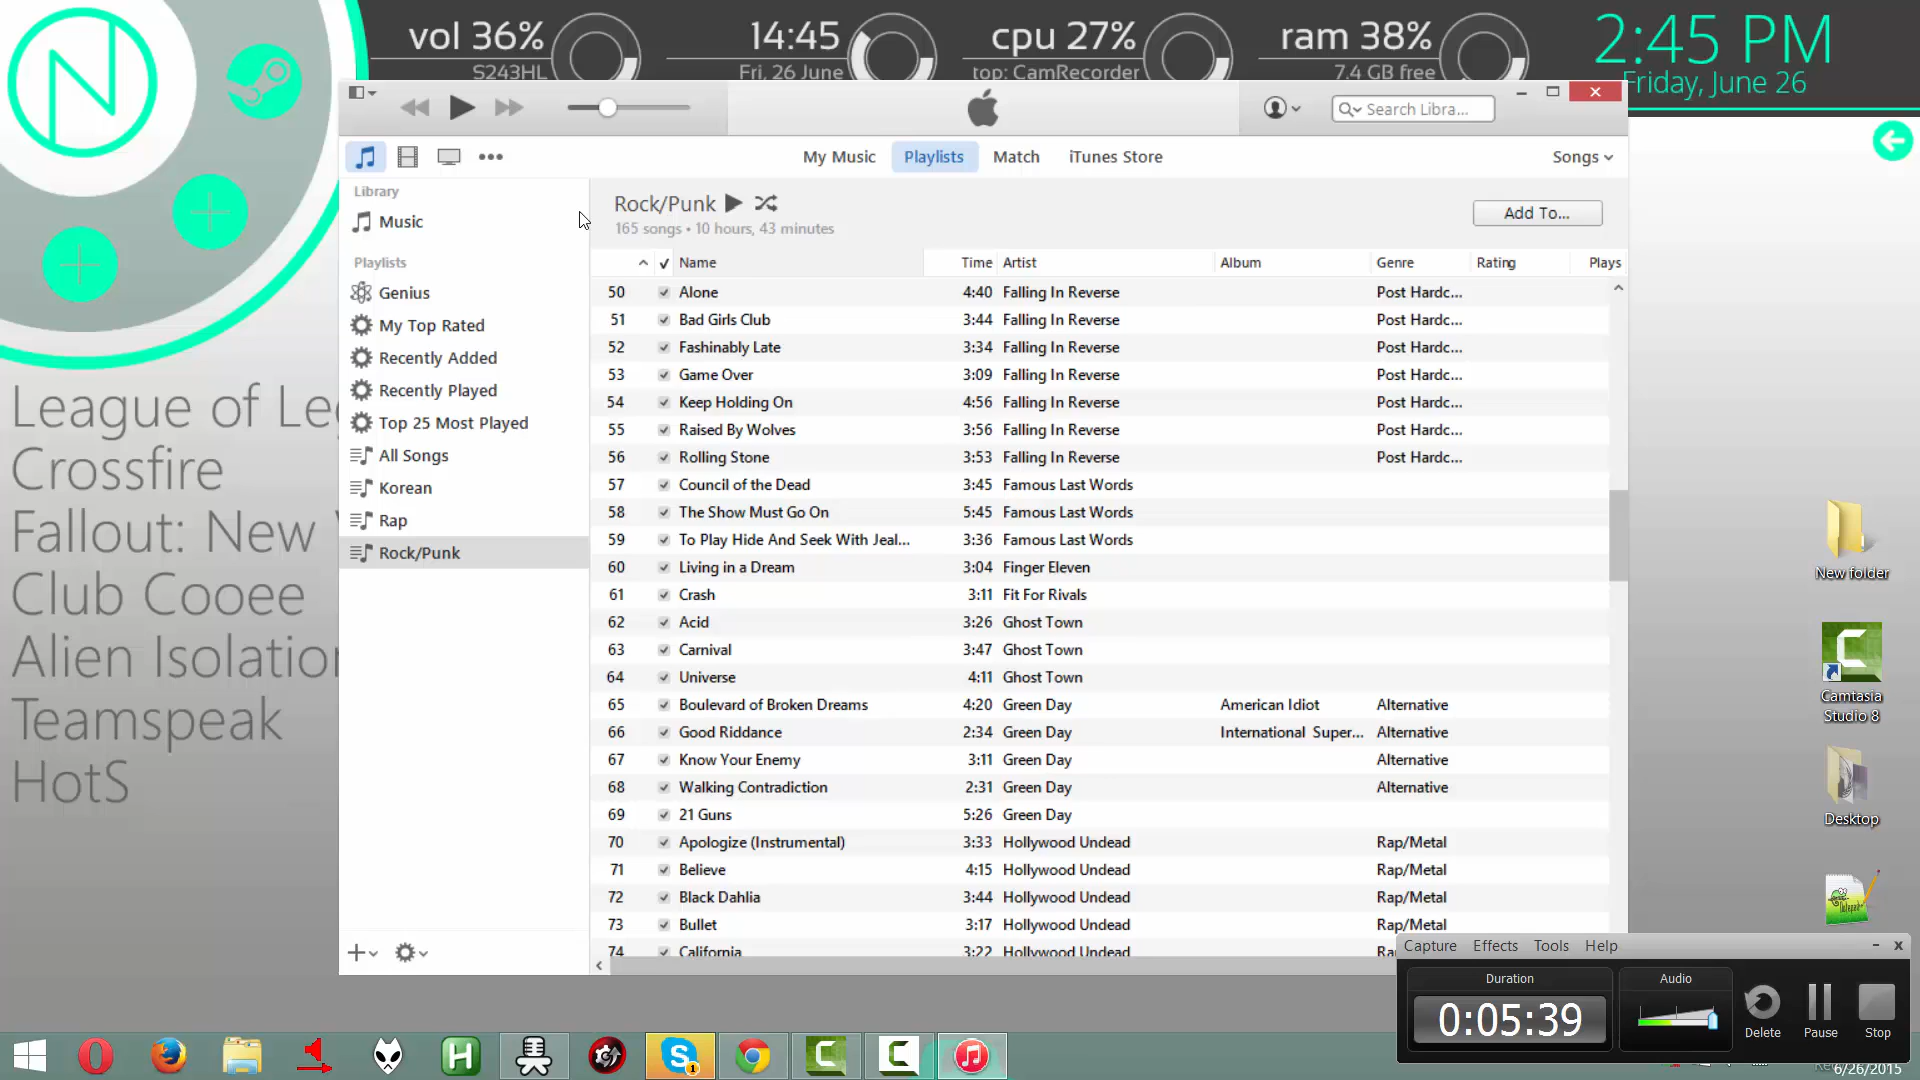 vol 36%
S243HL
14:45
Fri, 26 June
cpu 27%
top: CamRecorder
ram 38%
7.4 GB free
2:45 PM
Friday, June 26
Search Libra...
My Music
Playlists
Match
iTunes Store
Songs
Library
Music
Playlists
Genius
My Top Rated
Recently Added
Recently Played
Top 25 Most Played
All Songs
Korean
Rap
Rock/Punk
Rock/Punk
165 songs • 10 hours, 43 minutes
Add To...
Name Time Artist Album Genre Rating Plays
50 Alone 4:40 Falling In Reverse Post Hardc...
51 Bad Girls Club 3:44 Falling In Reverse Post Hardc...
52 Fashinably Late 3:34 Falling In Reverse Post Hardc...
53 Game Over 3:09 Falling In Reverse Post Hardc...
54 Keep Holding On 4:56 Falling In Reverse Post Hardc...
55 Raised By Wolves 3:56 Falling In Reverse Post Hardc...
56 Rolling Stone 3:53 Falling In Reverse Post Hardc...
57 Council of the Dead 3:45 Famous Last Words
58 The Show Must Go On 5:45 Famous Last Words
59 To Play Hide And Seek With Jeal... 3:36 Famous Last Words
60 Living in a Dream 3:04 Finger Eleven
61 Crash 3:11 Fit For Rivals
62 Acid 3:26 Ghost Town
63 Carnival 3:47 Ghost Town
64 Universe 4:11 Ghost Town
65 Boulevard of Broken Dreams 4:20 Green Day American Idiot Alternative
66 Good Riddance 2:34 Green Day International Super... Alternative
67 Know Your Enemy 3:11 Green Day Alternative
68 Walking Contradiction 2:31 Green Day Alternative
69 21 Guns 5:26 Green Day
70 Apologize (Instrumental) 3:33 Hollywood Undead Rap/Metal
71 Believe 4:15 Hollywood Undead Rap/Metal
72 Black Dahlia 3:44 Hollywood Undead Rap/Metal
73 Bullet 3:17 Hollywood Undead Rap/Metal
74 California 3:22 Hollywood Undead Ra
League of Le
Crossfire
Fallout: New
Club Cooee
Alien Isolation
Teamspeak
HotS
New folder
Camtasia
Studio 8
Desktop
Capture Effects Tools Help
Duration
0:05:39
Audio
Delete
Pause
Stop
6/26/2015